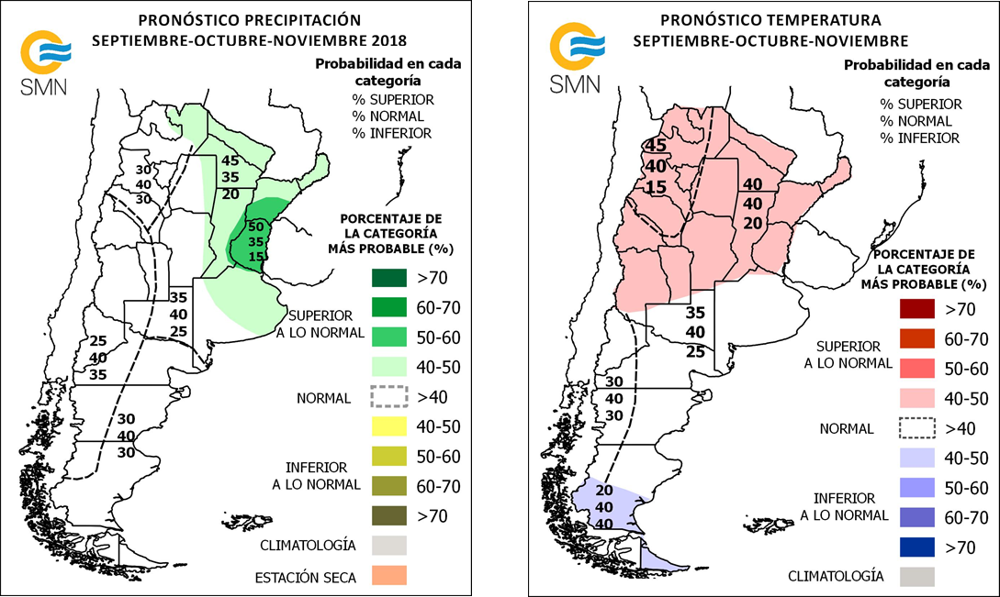 PRONÓSTICO PRECIPITACIÓN
SEPTIEMBRE-OCTUBRE-NOVIEMBRE 2018
SMN
Probabilidad en cada
categoría
% SUPERIOR
% NORMAL
% INFERIOR
30
40
30
45
35
20
50
35
15
35
40
25
25
40
35
30
40
30
PORCENTAJE DE
LA CATEGORÍA
MÁS PROBABLE (%)
>70
60-70
SUPERIOR
A LO NORMAL
50-60
40-50
NORMAL
>40
40-50
50-60
INFERIOR
A LO NORMAL
60-70
>70
CLIMATOLOGÍA
ESTACIÓN SECA
PRONÓSTICO TEMPERATURA
SEPTIEMBRE-OCTUBRE-NOVIEMBRE
SMN
Probabilidad en cada
categoría
% SUPERIOR
% NORMAL
% INFERIOR
45
40
15
40
40
20
35
40
25
30
40
30
20
40
40
PORCENTAJE DE
LA CATEGORÍA
MÁS PROBABLE (%)
>70
60-70
SUPERIOR
A LO NORMAL
50-60
40-50
NORMAL
>40
40-50
50-60
INFERIOR
A LO NORMAL
60-70
>70
CLIMATOLOGÍA